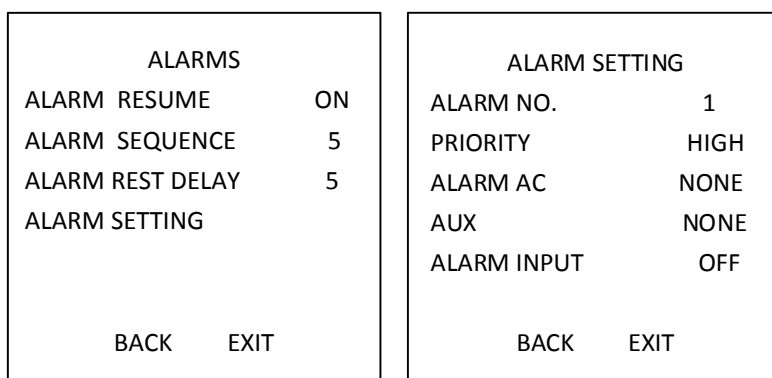 ALARMS
ALARM RESUME ON
ALARM SEQUENCE 5
ALARM REST DELAY 5
ALARM SETTING
BACK EXIT
ALARM SETTING
ALARM NO. 1
PRIORITY HIGH
ALARM AC NONE
AUX NONE
ALARM INPUT OFF
BACK EXIT